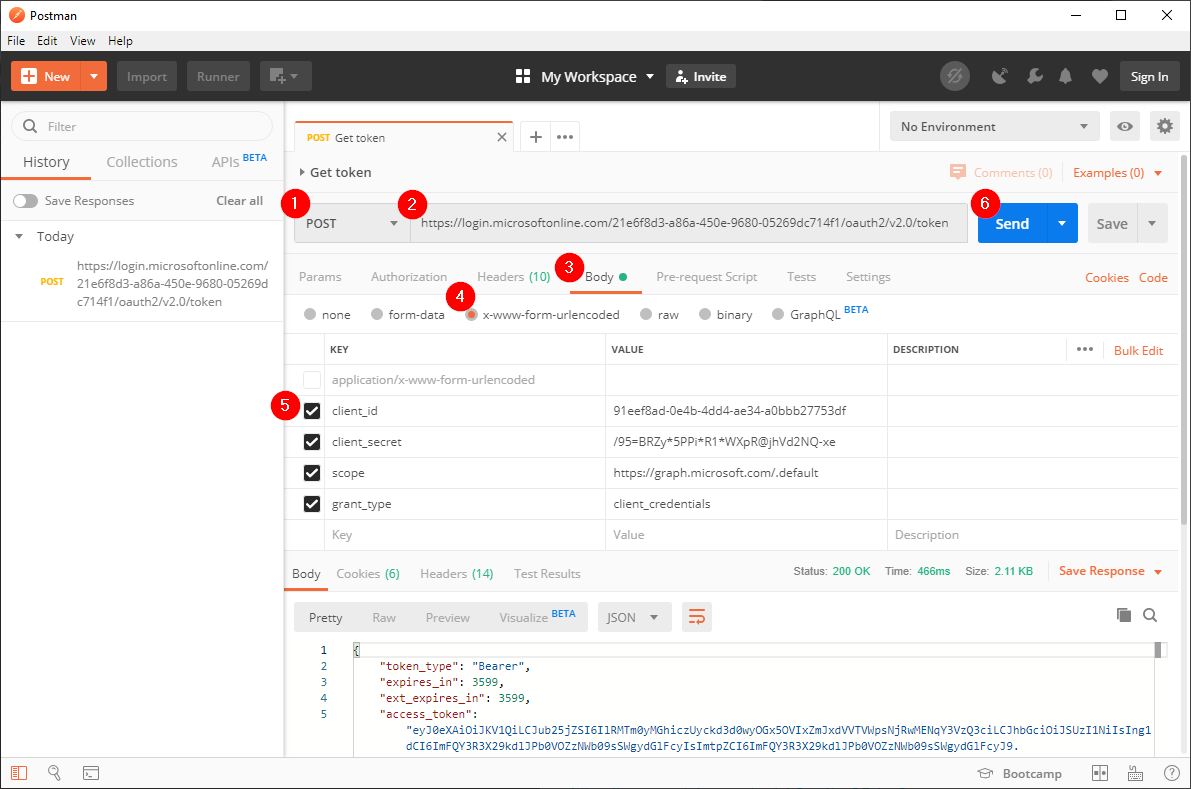 Postman
File Edit View Help
New Import Runner My Workspace Invite Sign In
Filter
History Collections APIs BETA
Save Responses Clear all
Today
POST https://login.microsoftonline.com/
21e6f8d3-a86a-450e-9680-05269d
c714f1/oauth2/v2.0/token
POST Get token
No Environment
Get token
Comments (0) Examples (0)
1 POST 2 https://login.microsoftonline.com/21e6f8d3-a86a-450e-9680-05269dc714f1/oauth2/v2.0/token 6 Send Save
Params Authorization Headers (10) 3 Body Pre-request Script Tests Settings Cookies Code
none form-data 4 x-www-form-urlencoded raw binary GraphQL BETA
KEY VALUE DESCRIPTION Bulk Edit
application/x-www-form-urlencoded
5 client_id 91eef8ad-0e4b-4dd4-ae34-a0bbb27753df
client_secret /95=BRZy*5PPi*R1*WXpR@jhVd2NQ-xe
scope https://graph.microsoft.com/.default
grant_type client_credentials
Key Value Description
Body Cookies (6) Headers (14) Test Results Status: 200 OK Time: 466ms Size: 2.11 KB Save Response
Pretty Raw Preview Visualize BETA JSON
1 {
2 "token_type": "Bearer",
3 "expires_in": 3599,
4 "ext_expires_in": 3599,
5 "access_token":
"eyJ0eXAiOiJKV1QiLCJub25jZSI6IlRMTm0yMGhiczUyckd3d0wyOGx5OVIxZmJxdVVTVWpsNjRwMENqY3VzQ3ciLCJhbGciOiJSUzI1NiIsIng1
dCI6ImFQY3R3X29kdlJPb0VOZzNWb09sSWgydGlFcyIsImtpZCI6ImFQY3R3X29kdlJPb0VOZzNWb09sSWgydGlFcyJ9.
Bootcamp